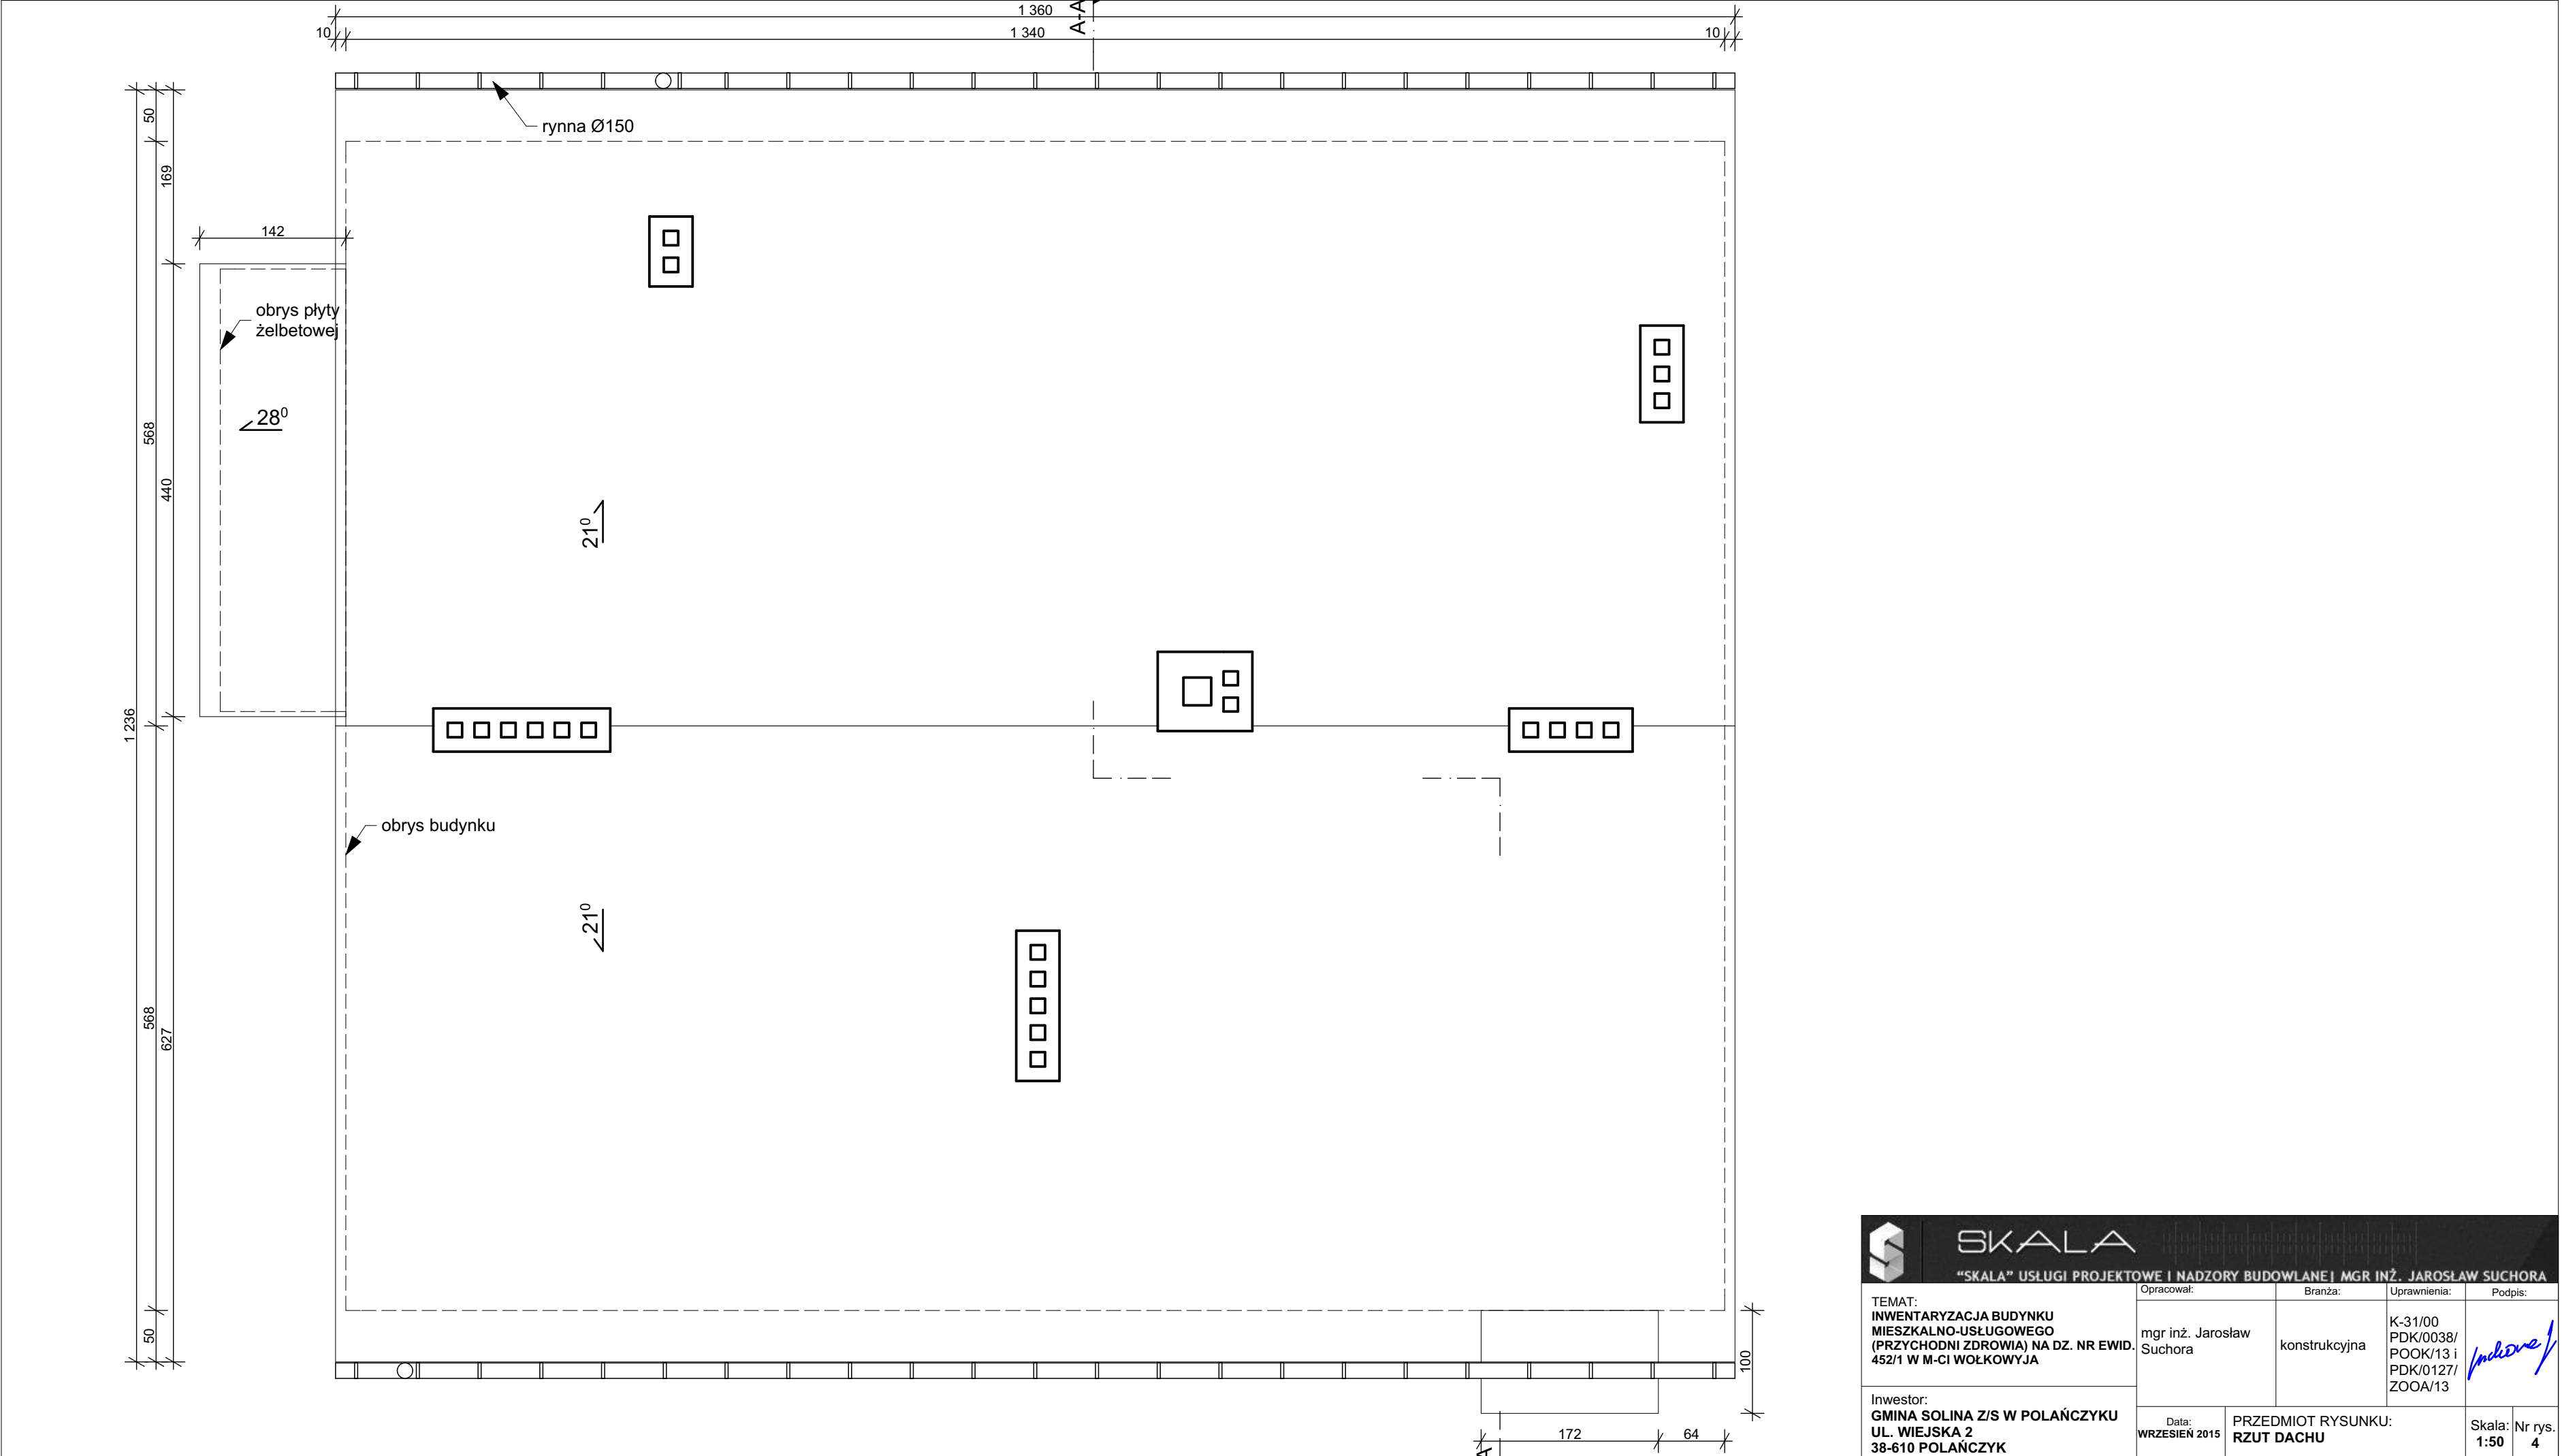 1 360
A-A
10
1 340
10
rynna Ø150
50
169
142
obrys płyty
żelbetowej
28⁰
568
440
21⁰
1 236
obrys budynku
21⁰
568
627
50
100
172
64
A
SKALA
"SKALA" USŁUGI PROJEKTOWE I NADZORY BUDOWLANE| MGR INŻ. JAROSŁAW SUCHORA
TEMAT:
INWENTARYZACJA BUDYNKU
MIESZKALNO-USŁUGOWEGO
(PRZYCHODNI ZDROWIA) NA DZ. NR EWID.
452/1 W M-CI WOŁKOWYJA
Opracował:
mgr inż. Jarosław
Suchora
Branża:
konstrukcyjna
Uprawnienia:
K-31/00
PDK/0038/
POOK/13 i
PDK/0127/
ZOOA/13
Podpis:
Inwestor:
GMINA SOLINA Z/S W POLAŃCZYKU
UL. WIEJSKA 2
38-610 POLAŃCZYK
Data:
WRZESIEŃ 2015
PRZEDMIOT RYSUNKU:
RZUT DACHU
Skala:
1:50
Nr rys.
4